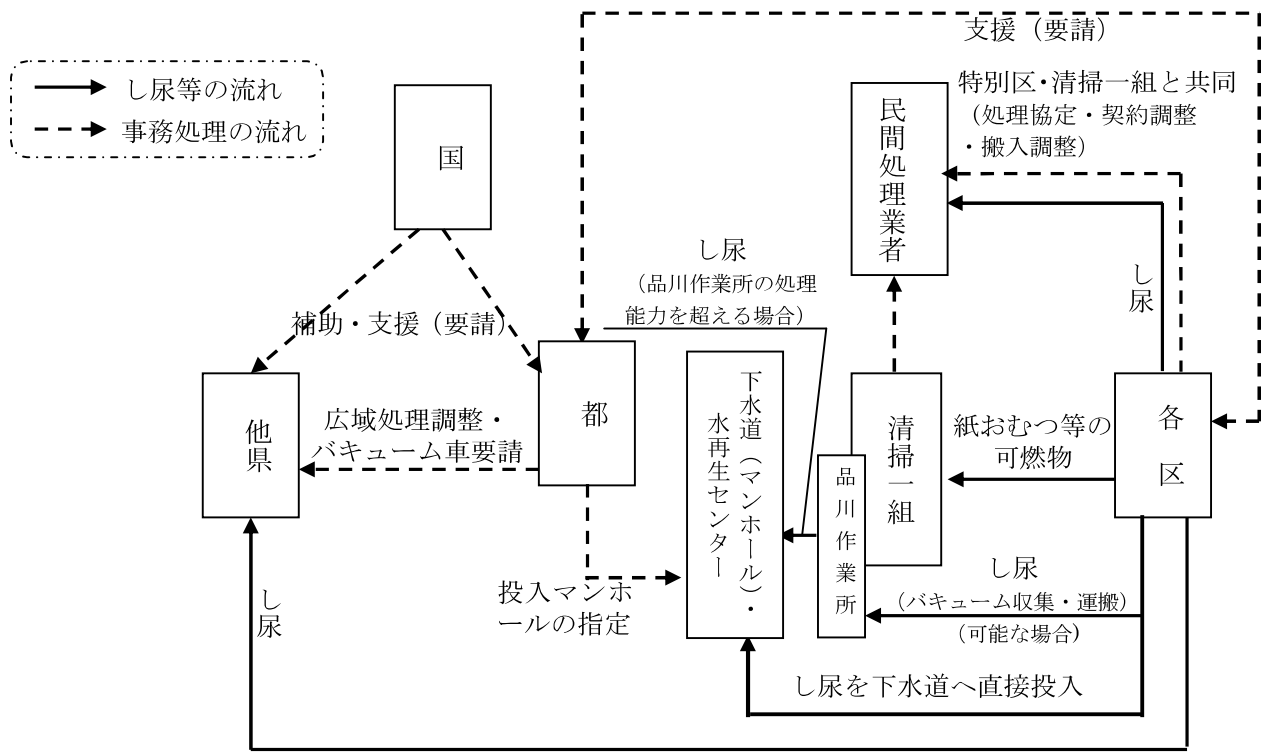 支援（要請）
し尿等の流れ
事務処理の流れ
国
民間処理業者
特別区・清掃一組と共同
（処理協定・契約調整
・搬入調整）
し尿
（品川作業所の処理
能力を超える場合）
し尿
補助・支援（要請）
他県
広域処理調整・
バキューム車要請
都
下水道（マンホール）・
水再生センター
清掃一組
品川作業所
紙おむつ等の
可燃物
各区
投入マンホ
ールの指定
し尿
（バキューム収集・運搬）
（可能な場合）
し尿
し尿を下水道へ直接投入